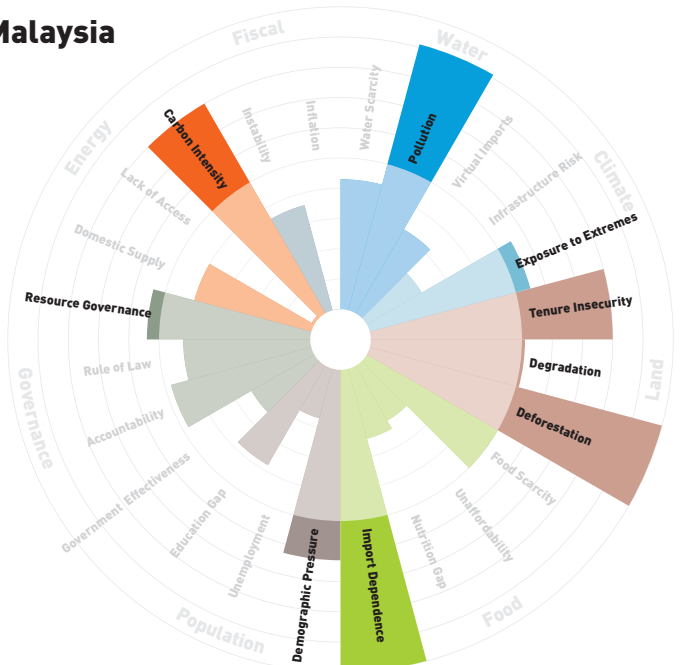 Malaysia
Fiscal
Water
Climate
Land
Food
Population
Governance
Energy
Inflation
Water Scarcity
Pollution
Virtual Imports
Infrastructure Risk
Exposure to Extremes
Tenure Insecurity
Degradation
Deforestation
Food Scarcity
Unaffordability
Nutrition Gap
Import Dependence
Demographic Pressure
Unemployment
Education Gap
Government Effectiveness
Accountability
Rule of Law
Resource Governance
Domestic Supply
Lack of Access
Carbon Intensity
Instability